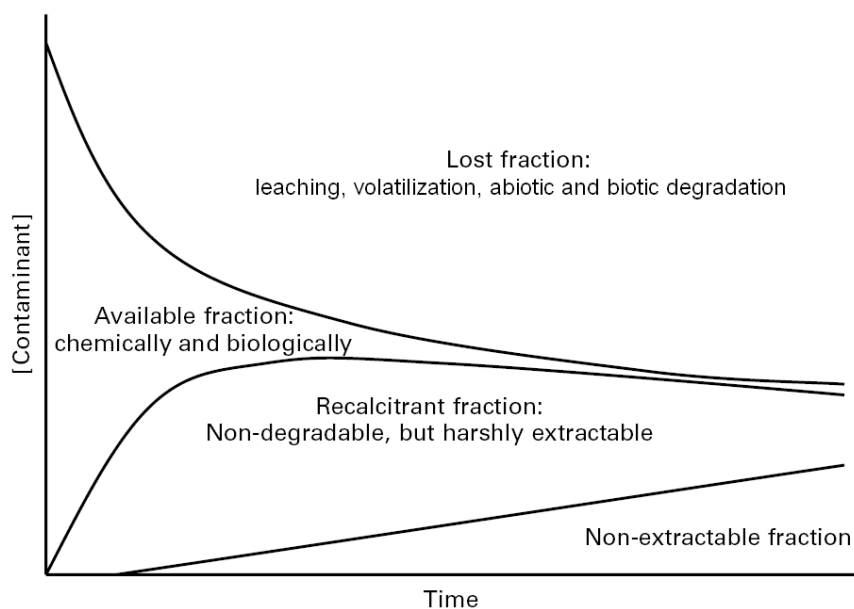 Lost fraction:
leaching, volatilization, abiotic and biotic degradation
[Contaminant]
Available fraction:
chemically and biologically
Recalcitrant fraction:
Non-degradable, but harshly extractable
Non-extractable fraction
Time